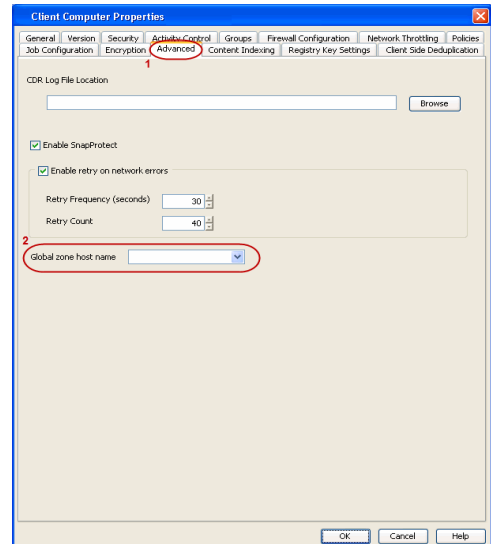 Client Computer Properties
General Version Security Activity Control Groups Firewall Configuration Network Throttling Policies
Job Configuration Encryption Advanced Content Indexing Registry Key Settings Client Side Deduplication
1
CDR Log File Location
Browse
Enable SnapProtect
Enable retry on network errors
Retry Frequency (seconds) 30
Retry Count 40
2
Global zone host name
OK Cancel Help